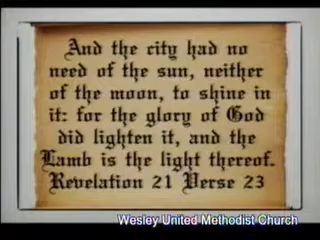 And the city had no
need of the sun, neither
of the moon, to shine in
it: for the glory of God
did lighten it, and the
Lamb is the light thereof.
Revelation 21 Verse 23
Wesley United Methodist Church